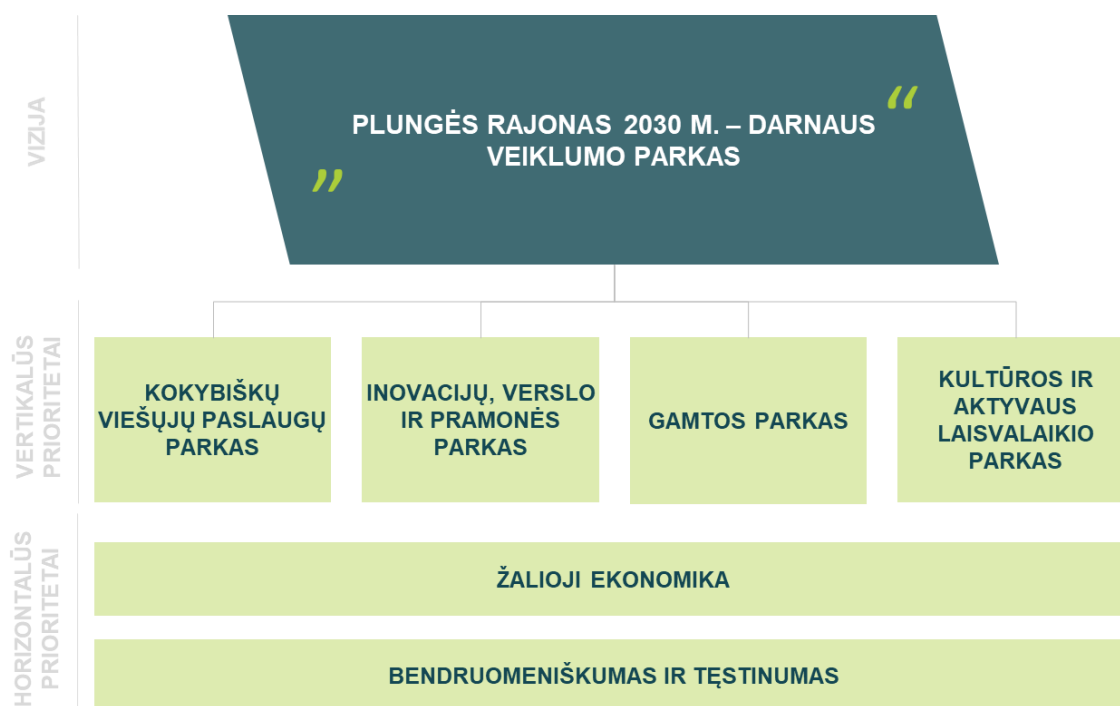 VIZIJA
PLUNGĖS RAJONAS 2030 M. – DARNAUS
VEIKLUMO PARKAS
VERTIKALŪS
PRIORITETAI
KOKYBIŠKŲ
VIEŠŲJŲ PASLAUGŲ
PARKAS
INOVACIJŲ, VERSLO
IR PRAMONĖS
PARKAS
GAMTOS PARKAS
KULTŪROS IR
AKTYVAUS
LAISVALAIKIO
PARKAS
HORIZONTALŪS
PRIORITETAI
ŽALIOJI EKONOMIKA
BENDRUOMENIŠKUMAS IR TĘSTINUMAS